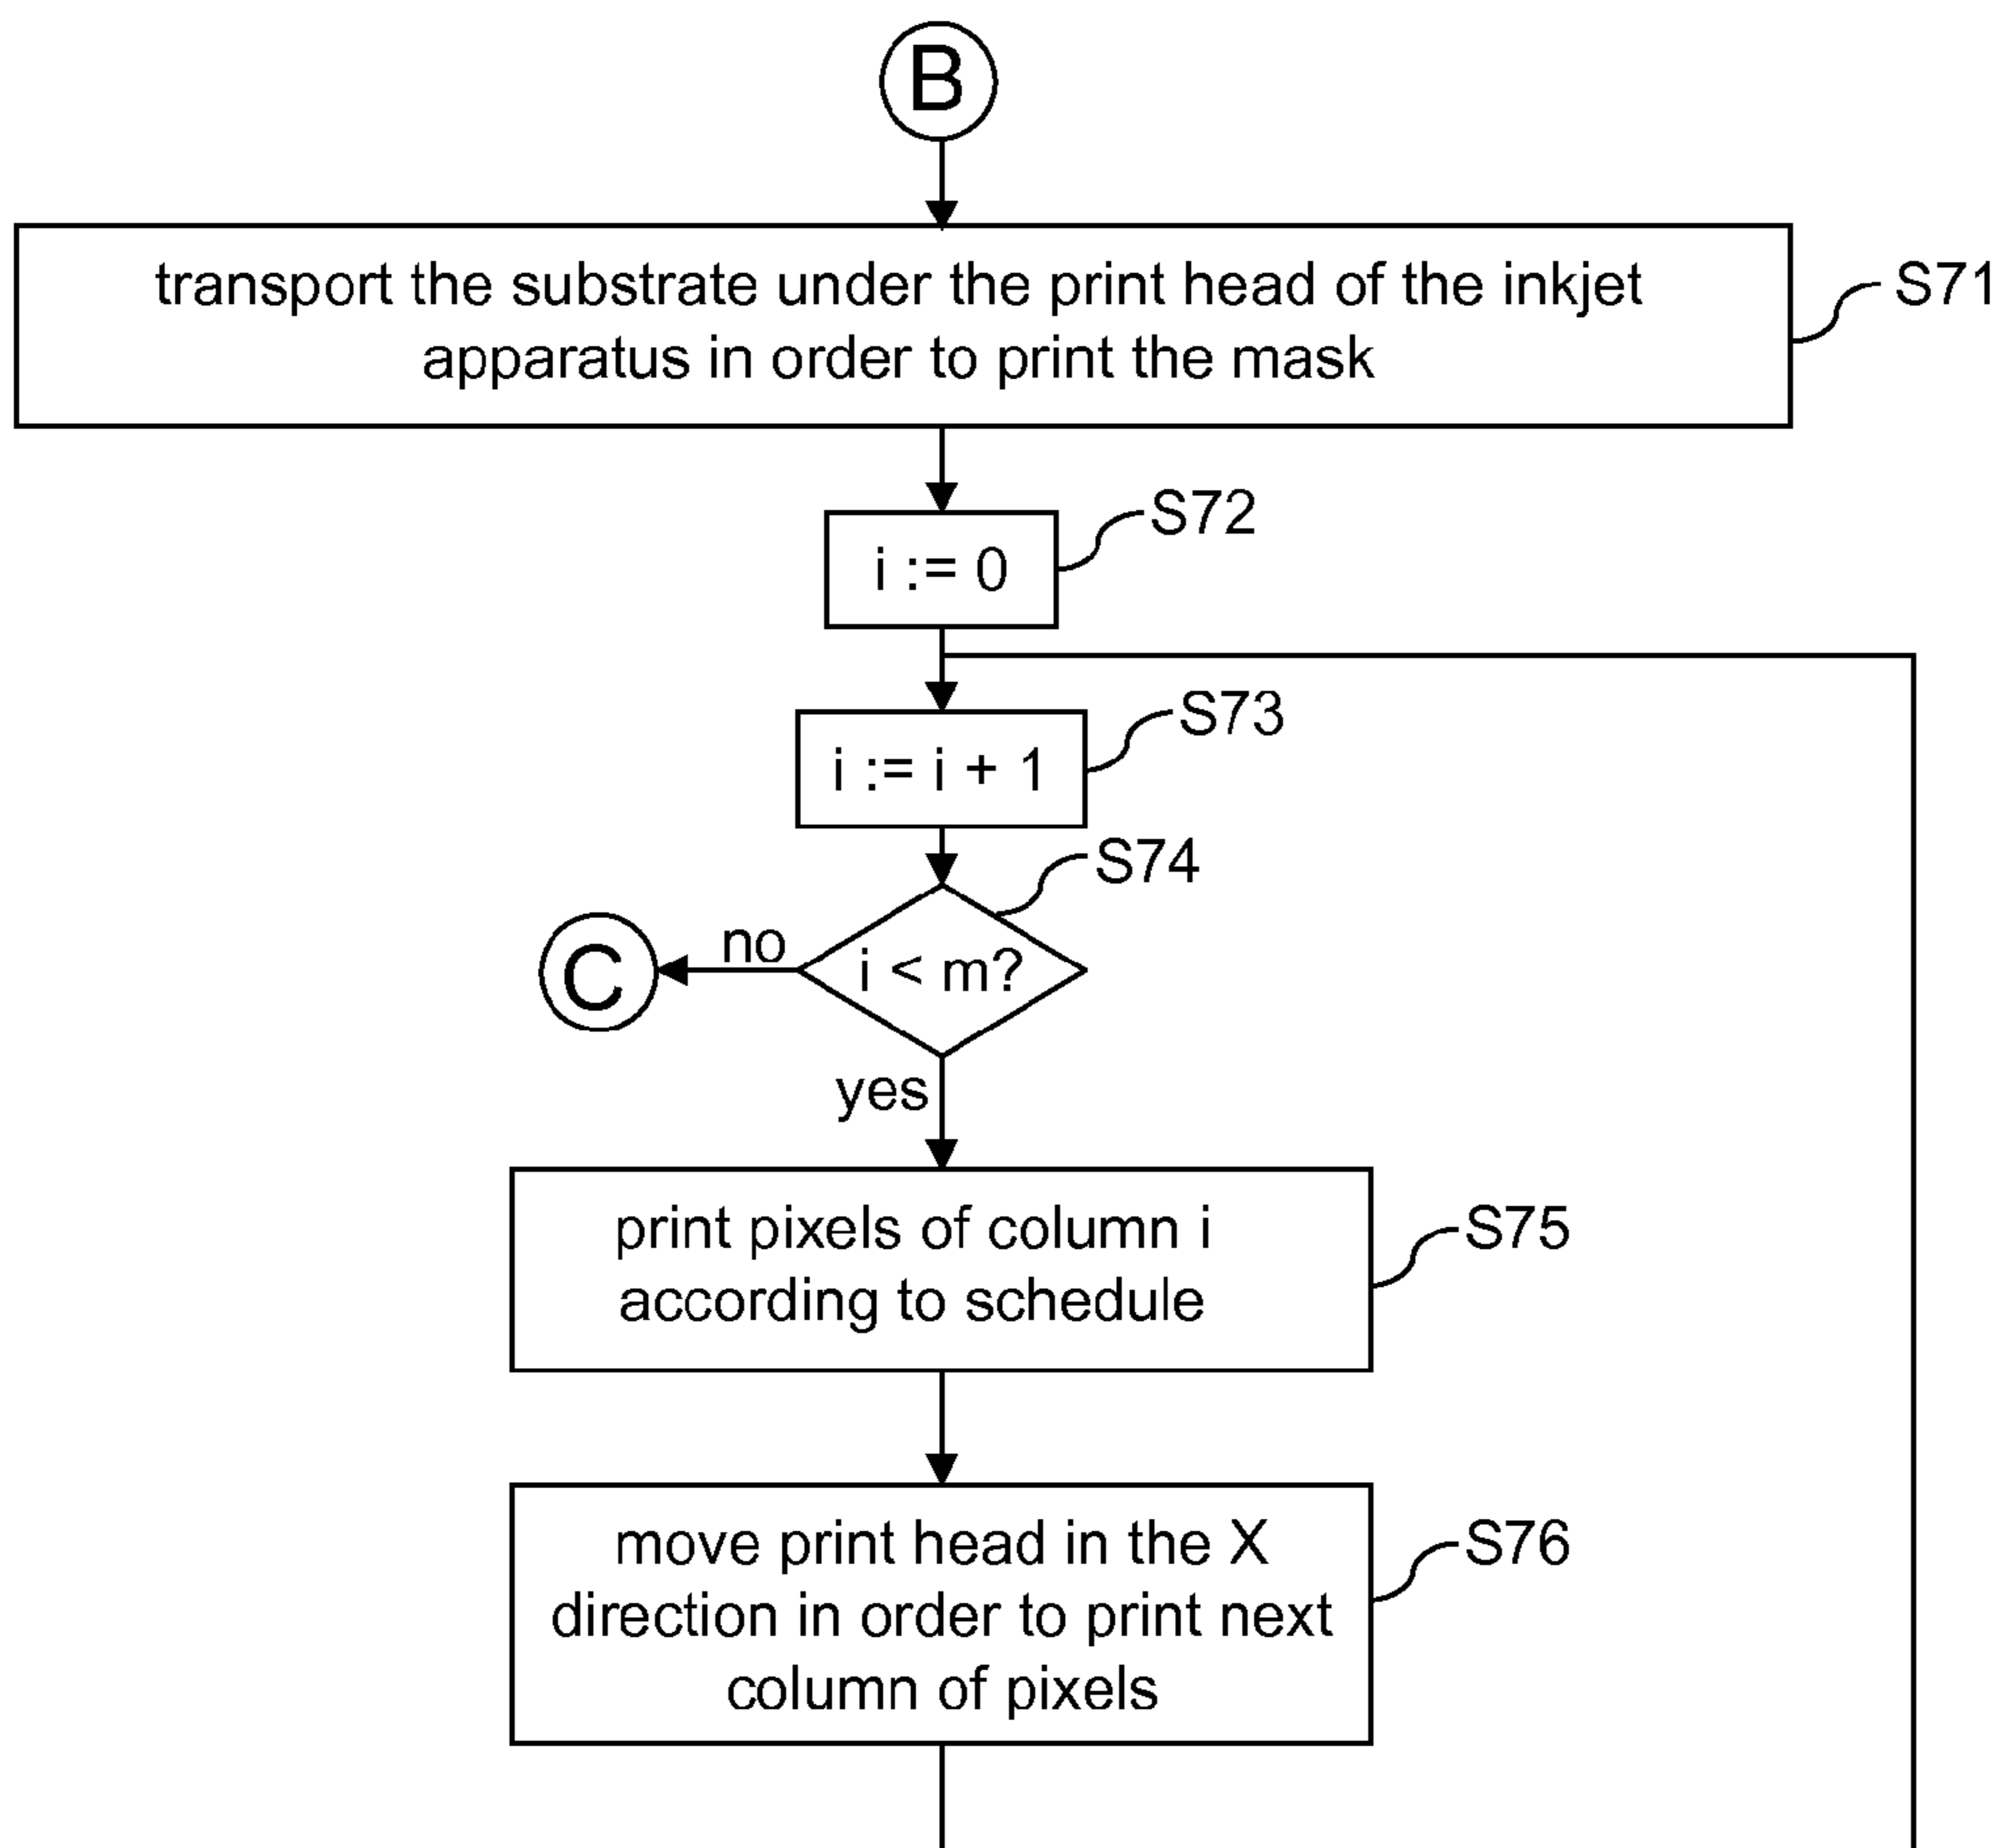 B
transport the substrate under the print head of the inkjet
apparatus in order to print the mask
S71
i := 0
S72
i := i + 1
S73
S74
i < m?
no
C
yes
print pixels of column i
according to schedule
S75
move print head in the X
direction in order to print next
column of pixels
S76